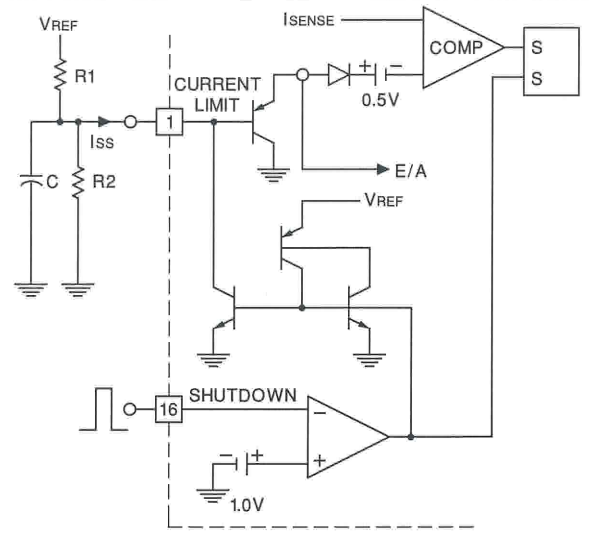 VREF
ISENSE
COMP
S
S
R1
CURRENT
LIMIT
+ −
0.5V
1
ISS
C
R2
E/A
VREF
16
SHUTDOWN
−
+
− +
1.0V